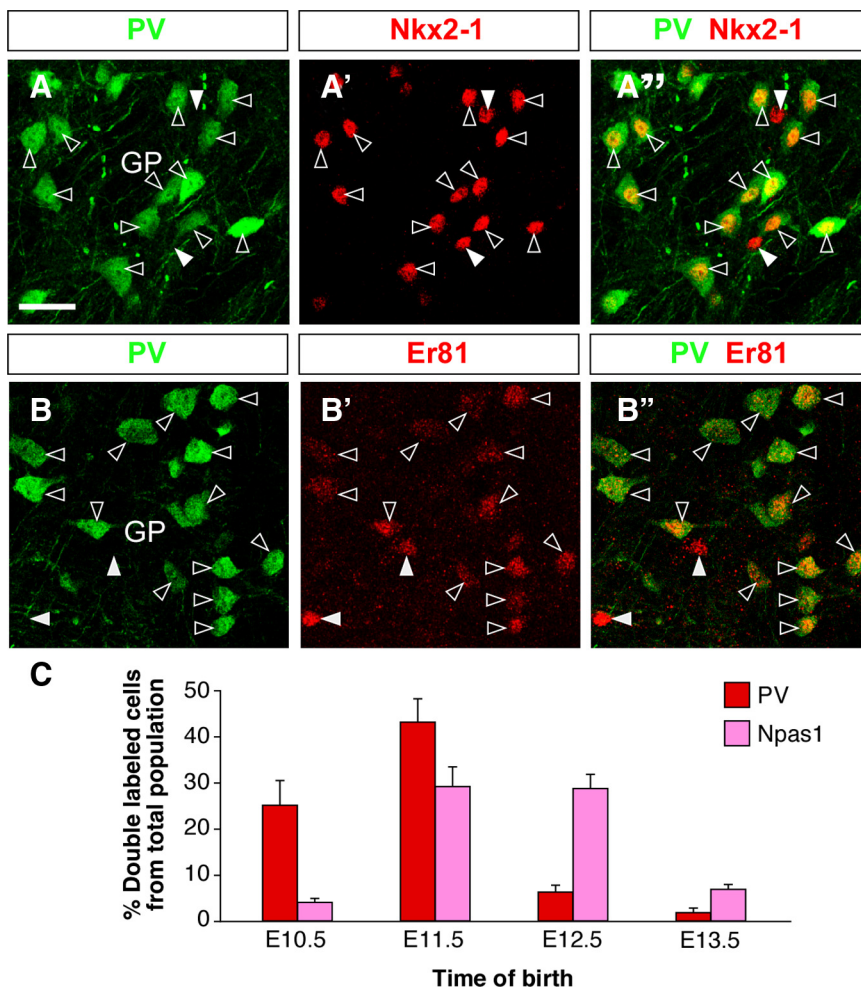 PV
Nkx2-1
PV Nkx2-1
A
A'
A’’’
GP
PV
Er81
PV Er81
B
B'
B"
GP
C
% Double labeled cells
from total population
50
40
30
20
10
0
PV
Npas1
E10.5
E11.5
E12.5
E13.5
Time of birth